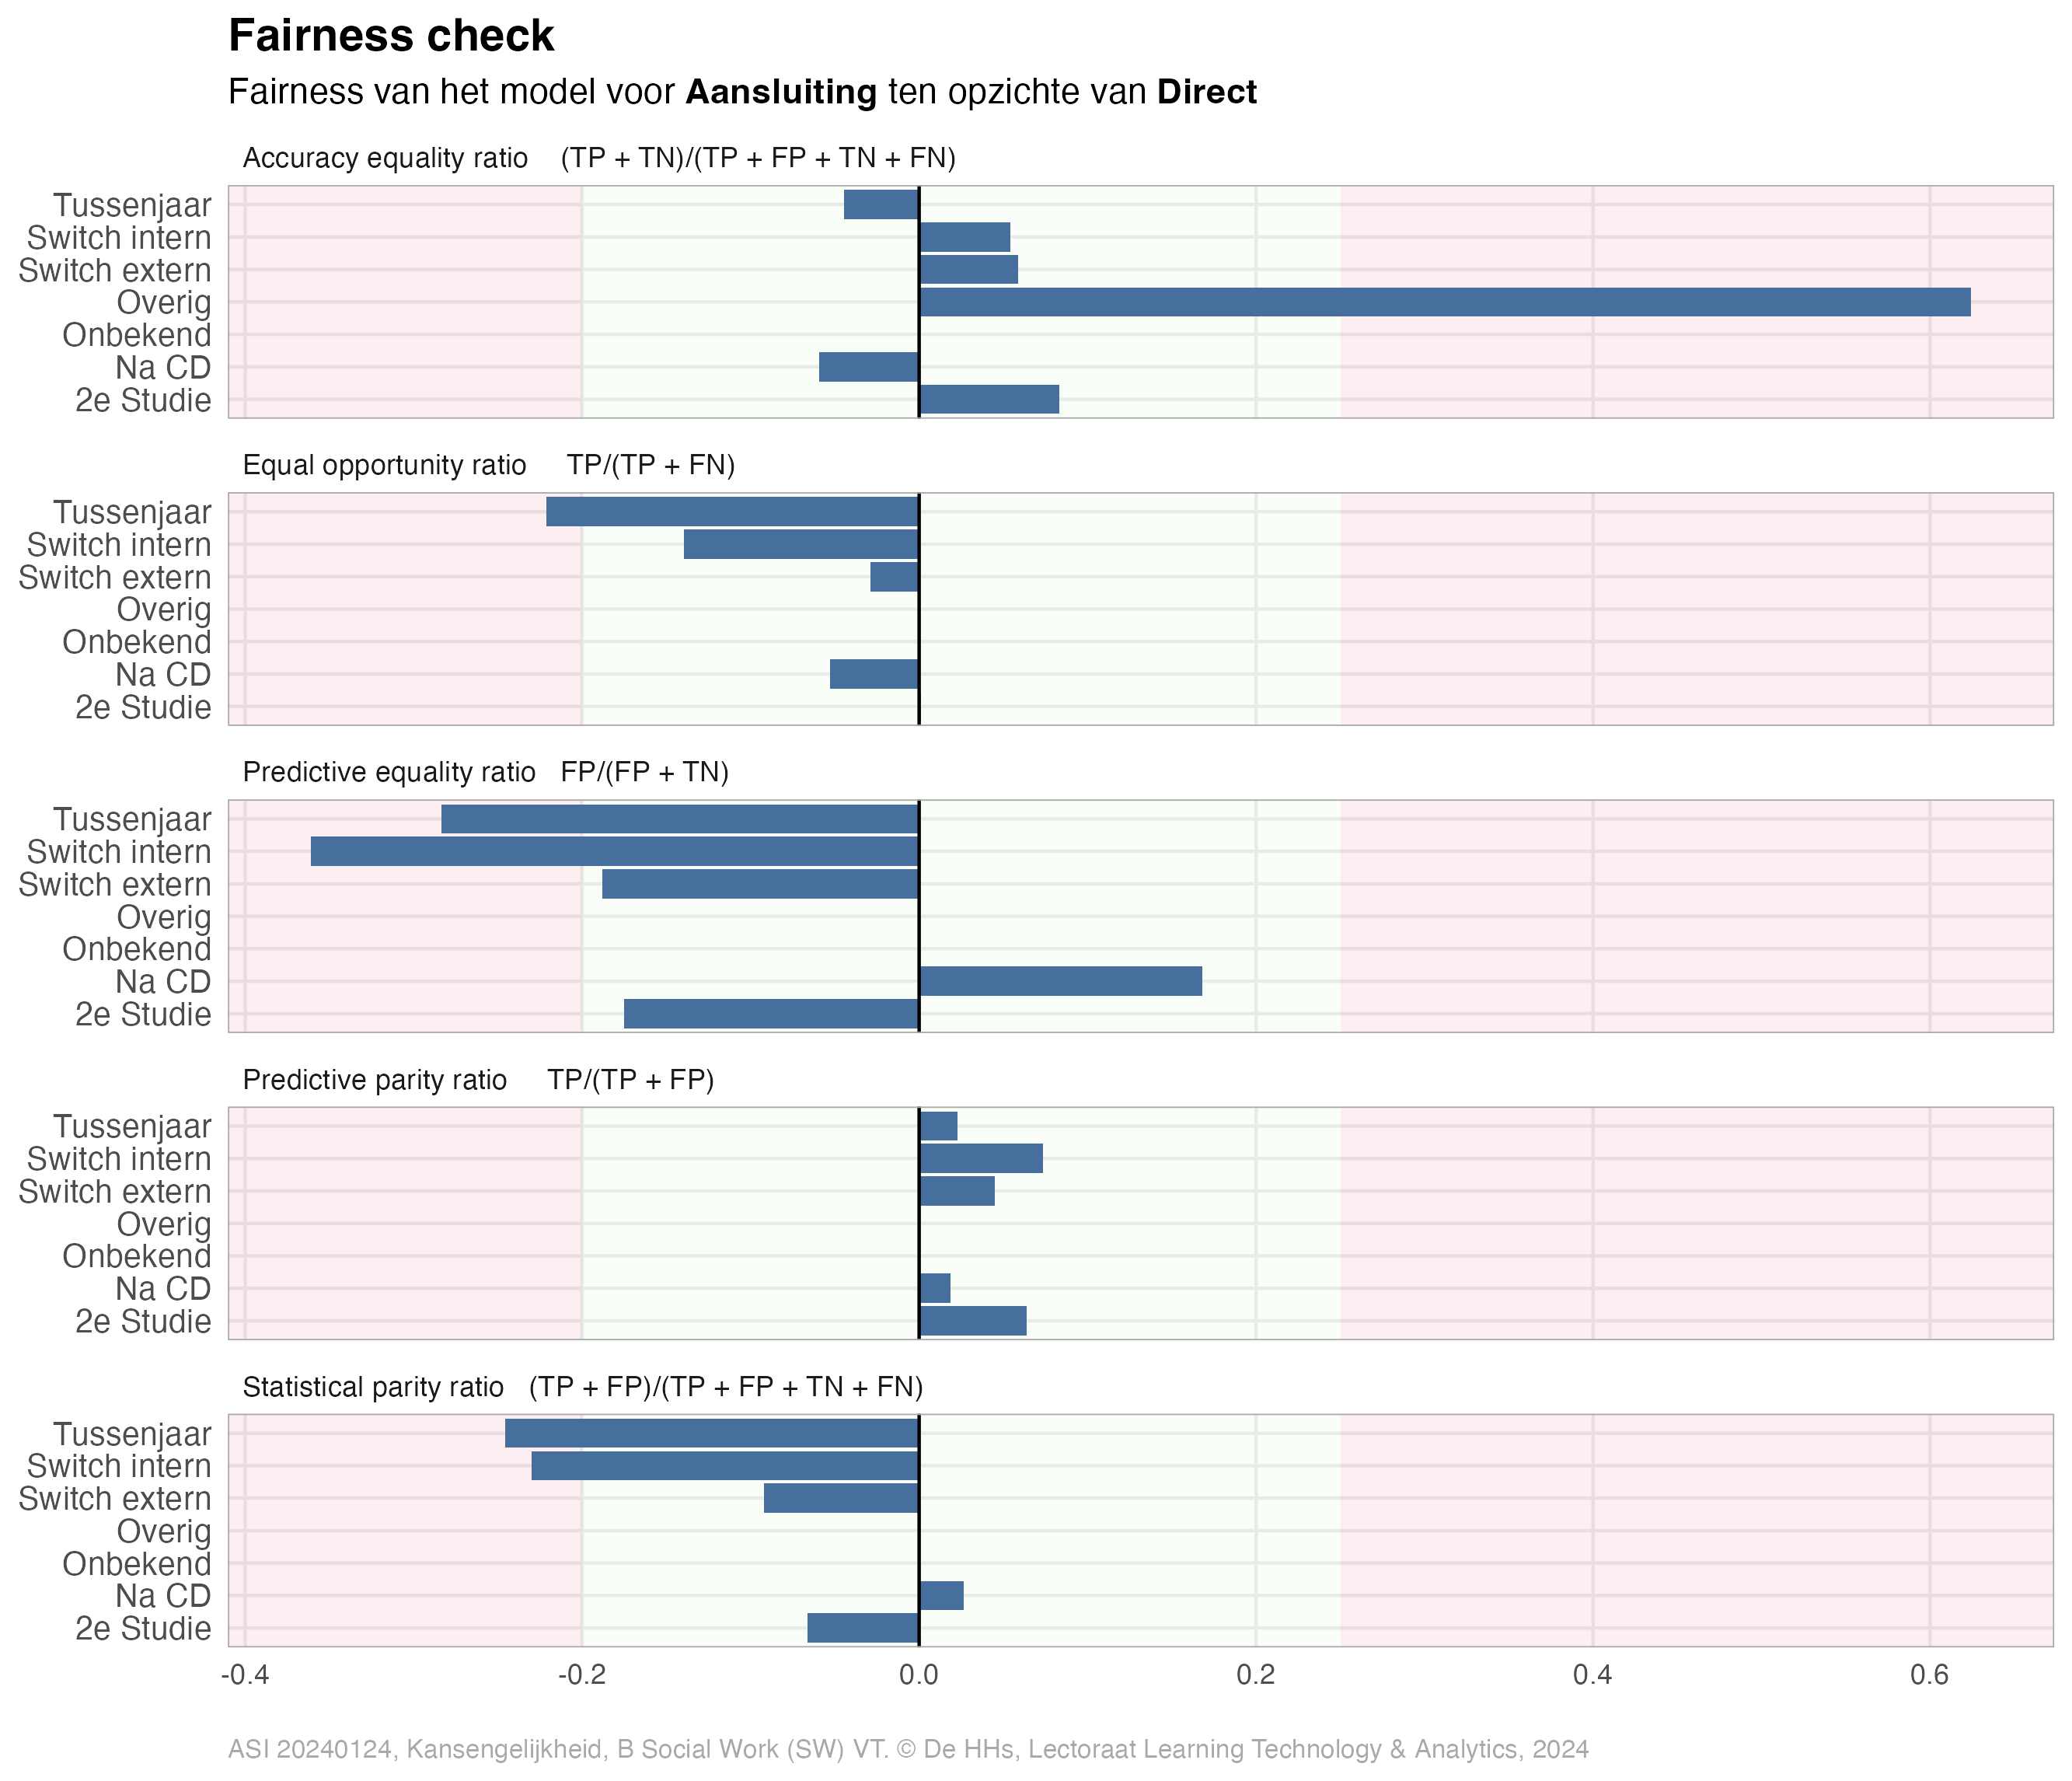 Fairness check
Fairness van het model voor Aansluiting ten opzichte van Direct
Accuracy equality ratio (TP + TN)/(TP + FP + TN + FN)
Tussenjaar
Switch intern
Switch extern
Overig
Onbekend
Na CD
2e Studie
Equal opportunity ratio TP/(TP + FN)
Tussenjaar
Switch intern
Switch extern
Overig
Onbekend
Na CD
2e Studie
Predictive equality ratio FP/(FP + TN)
Tussenjaar
Switch intern
Switch extern
Overig
Onbekend
Na CD
2e Studie
Predictive parity ratio TP/(TP + FP)
Tussenjaar
Switch intern
Switch extern
Overig
Onbekend
Na CD
2e Studie
Statistical parity ratio (TP + FP)/(TP + FP + TN + FN)
Tussenjaar
Switch intern
Switch extern
Overig
Onbekend
Na CD
2e Studie
-0.4 -0.2 0.0 0.2 0.4 0.6
ASI 20240124, Kansengelijkheid, B Social Work (SW) VT. © De HHs, Lectoraat Learning Technology & Analytics, 2024